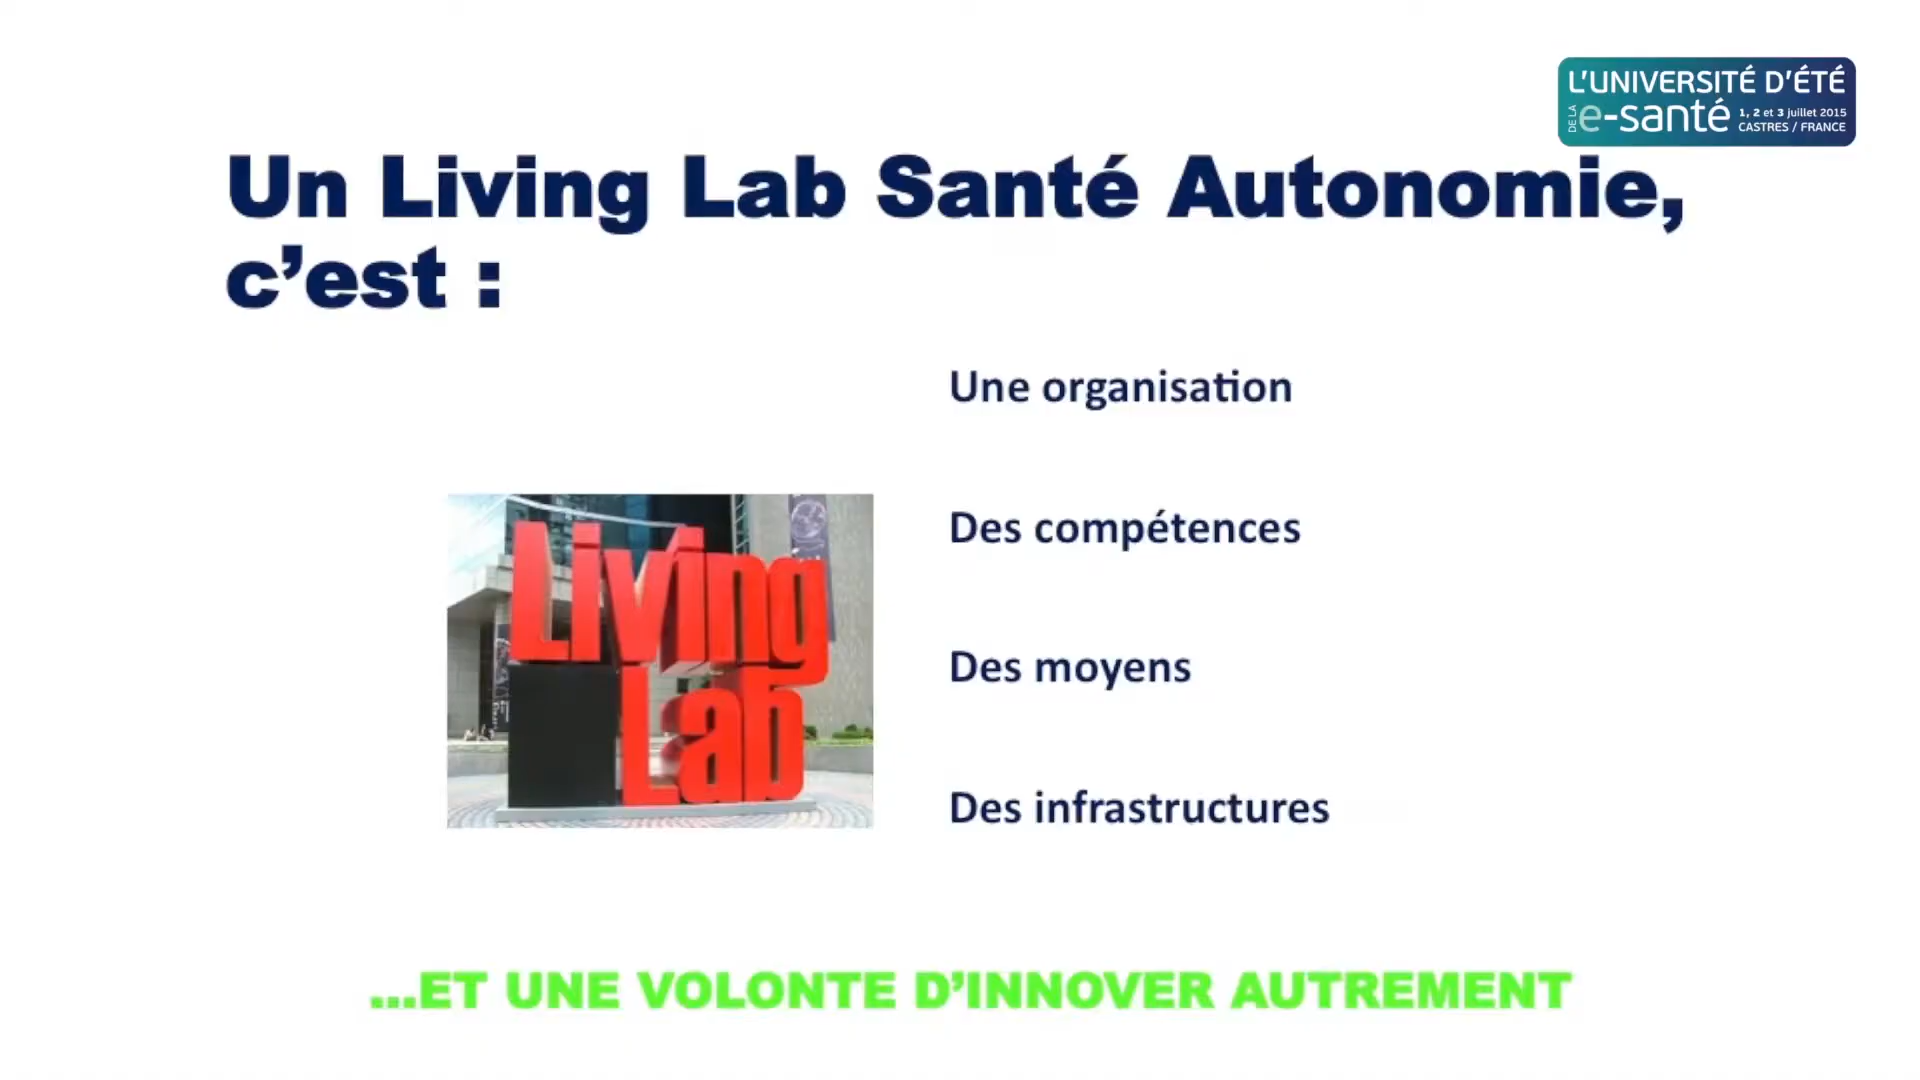 L'UNIVERSITÉ D'ÉTÉ
DE LA e-santé 1, 2 et 3 juillet 2015
CASTRES / FRANCE
Un Living Lab Santé Autonomie,
c’est :
Une organisation
Des compétences
Living
Lab
Des moyens
Des infrastructures
...ET UNE VOLONTE D’INNOVER AUTREMENT